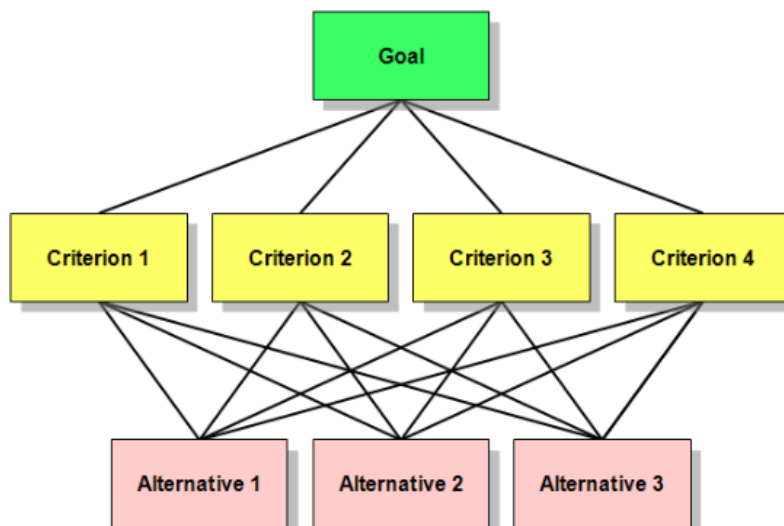 Goal
Criterion 1
Criterion 2
Criterion 3
Criterion 4
Alternative 1
Alternative 2
Alternative 3